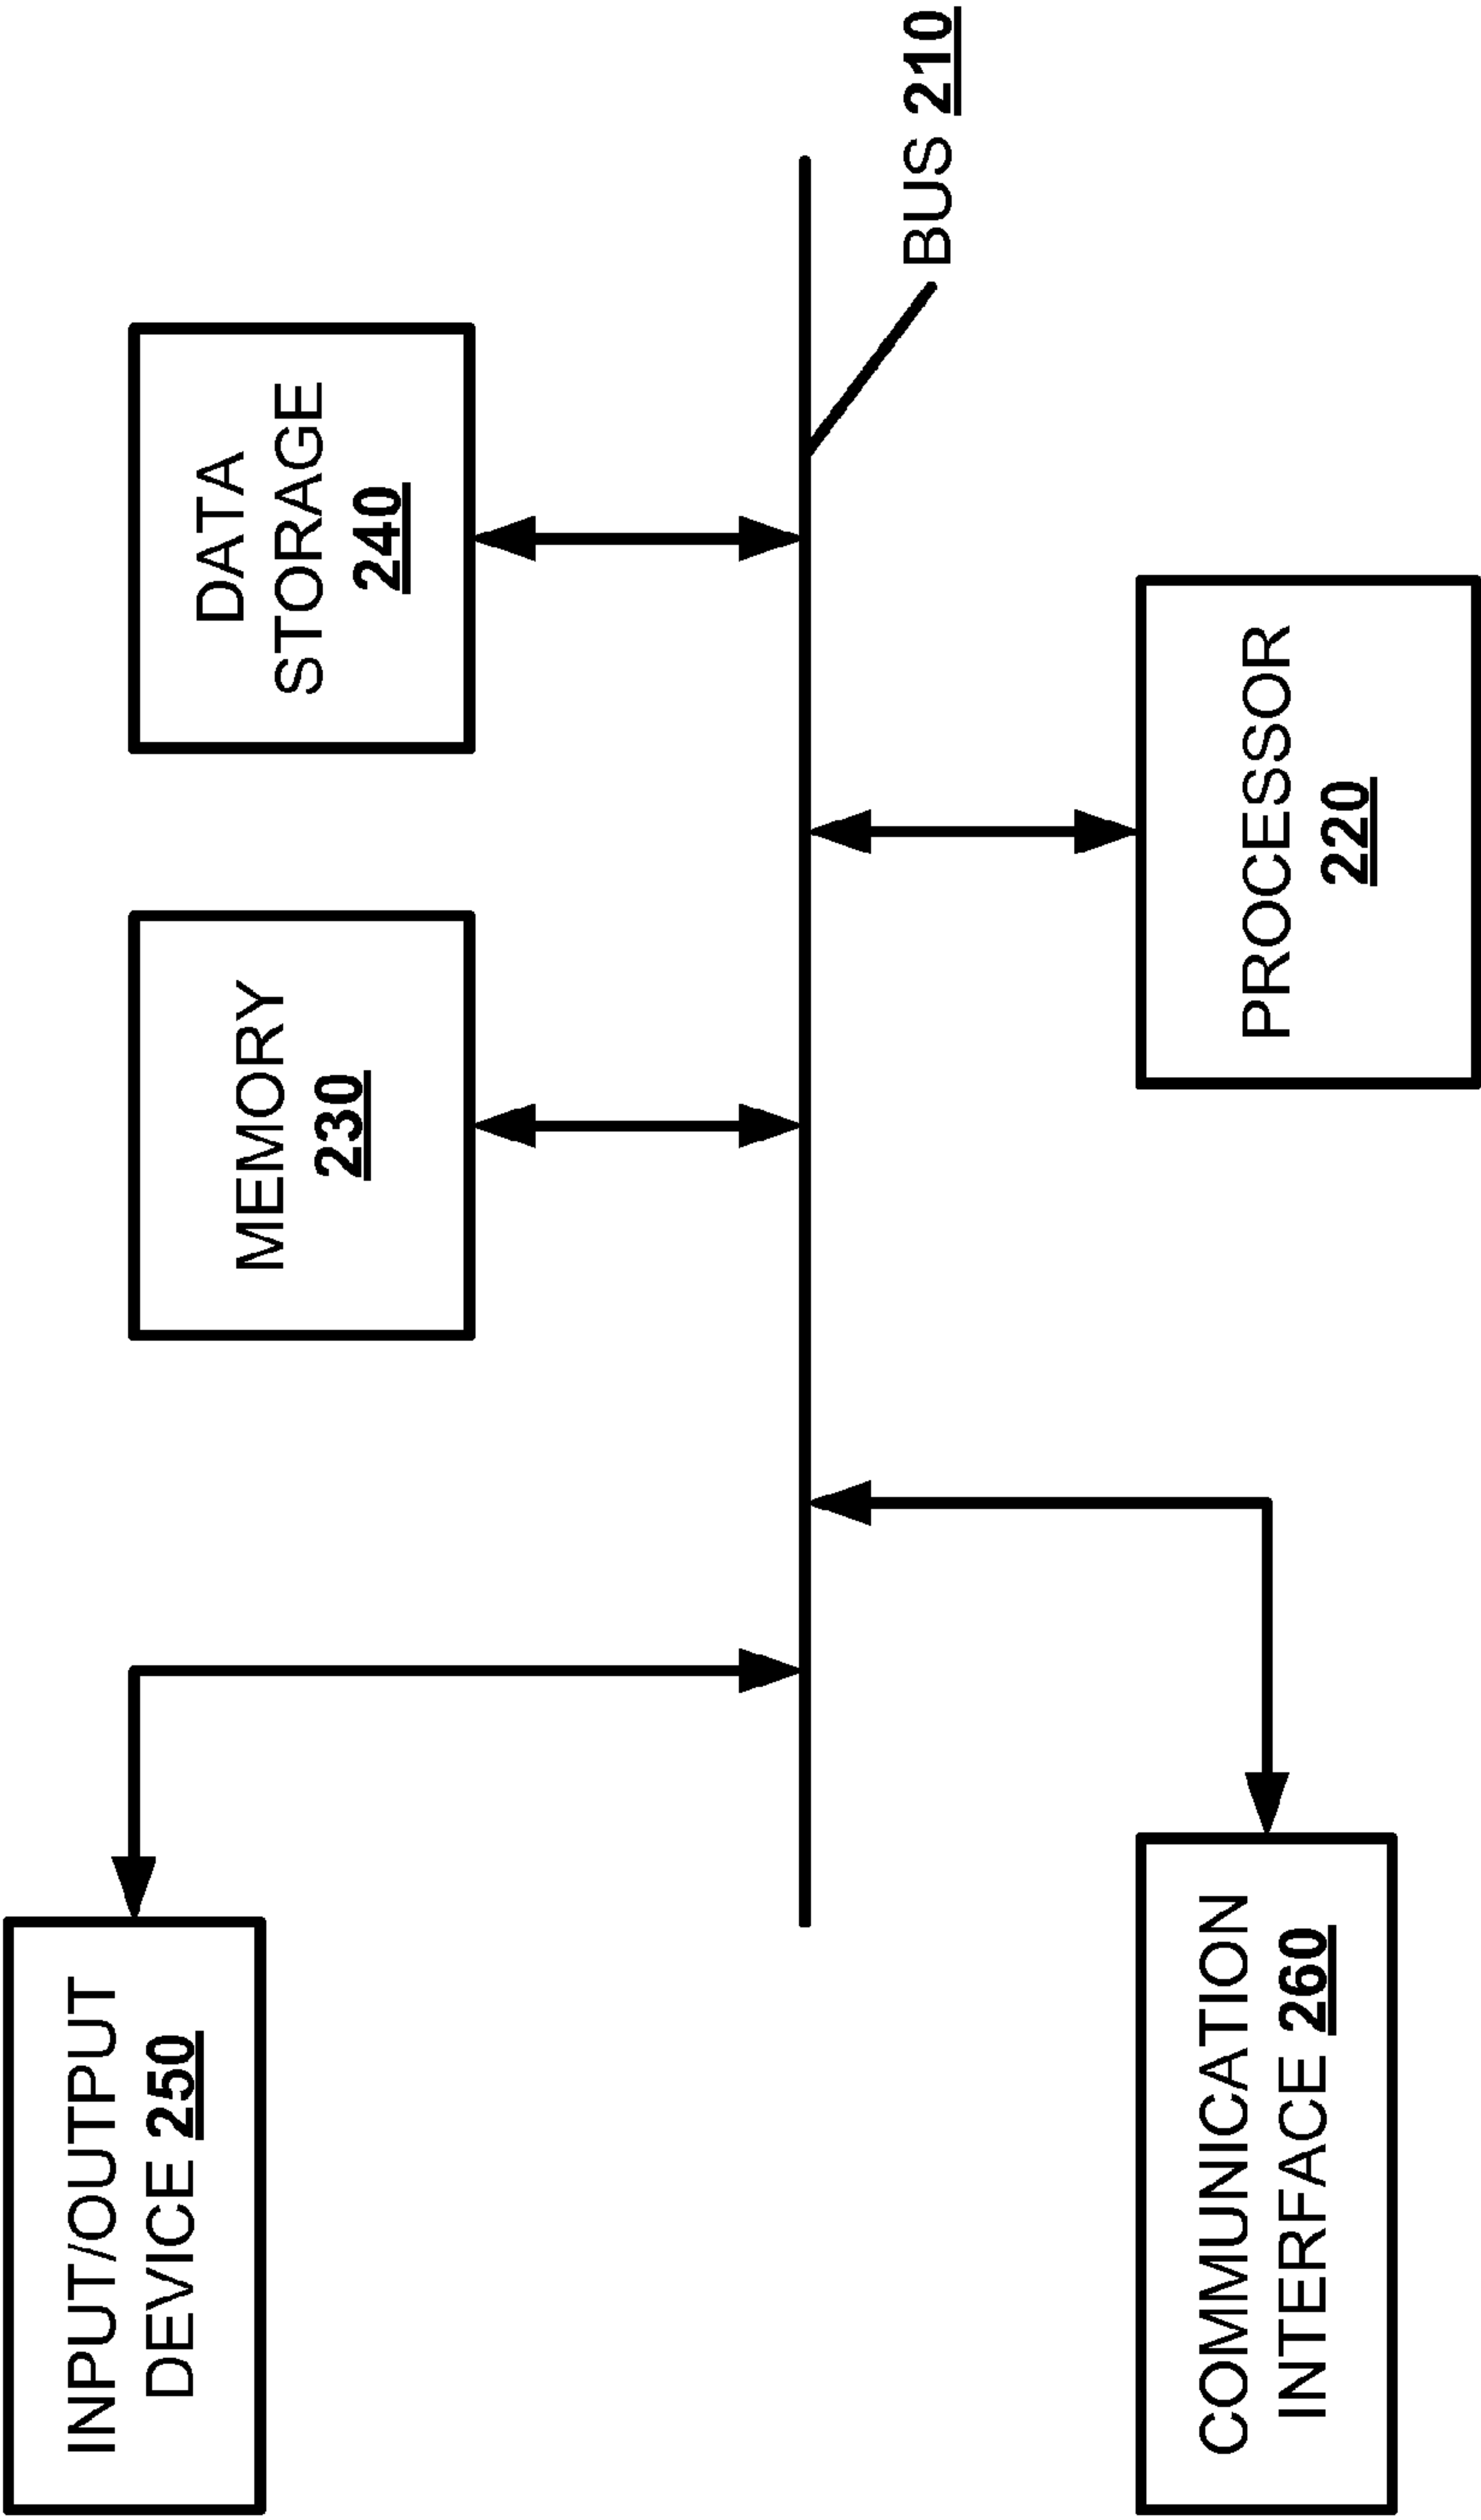 INPUT/OUTPUT
DEVICE 250
MEMORY
230
DATA
STORAGE
240
BUS 210
COMMUNICATION
INTERFACE 260
PROCESSOR
220